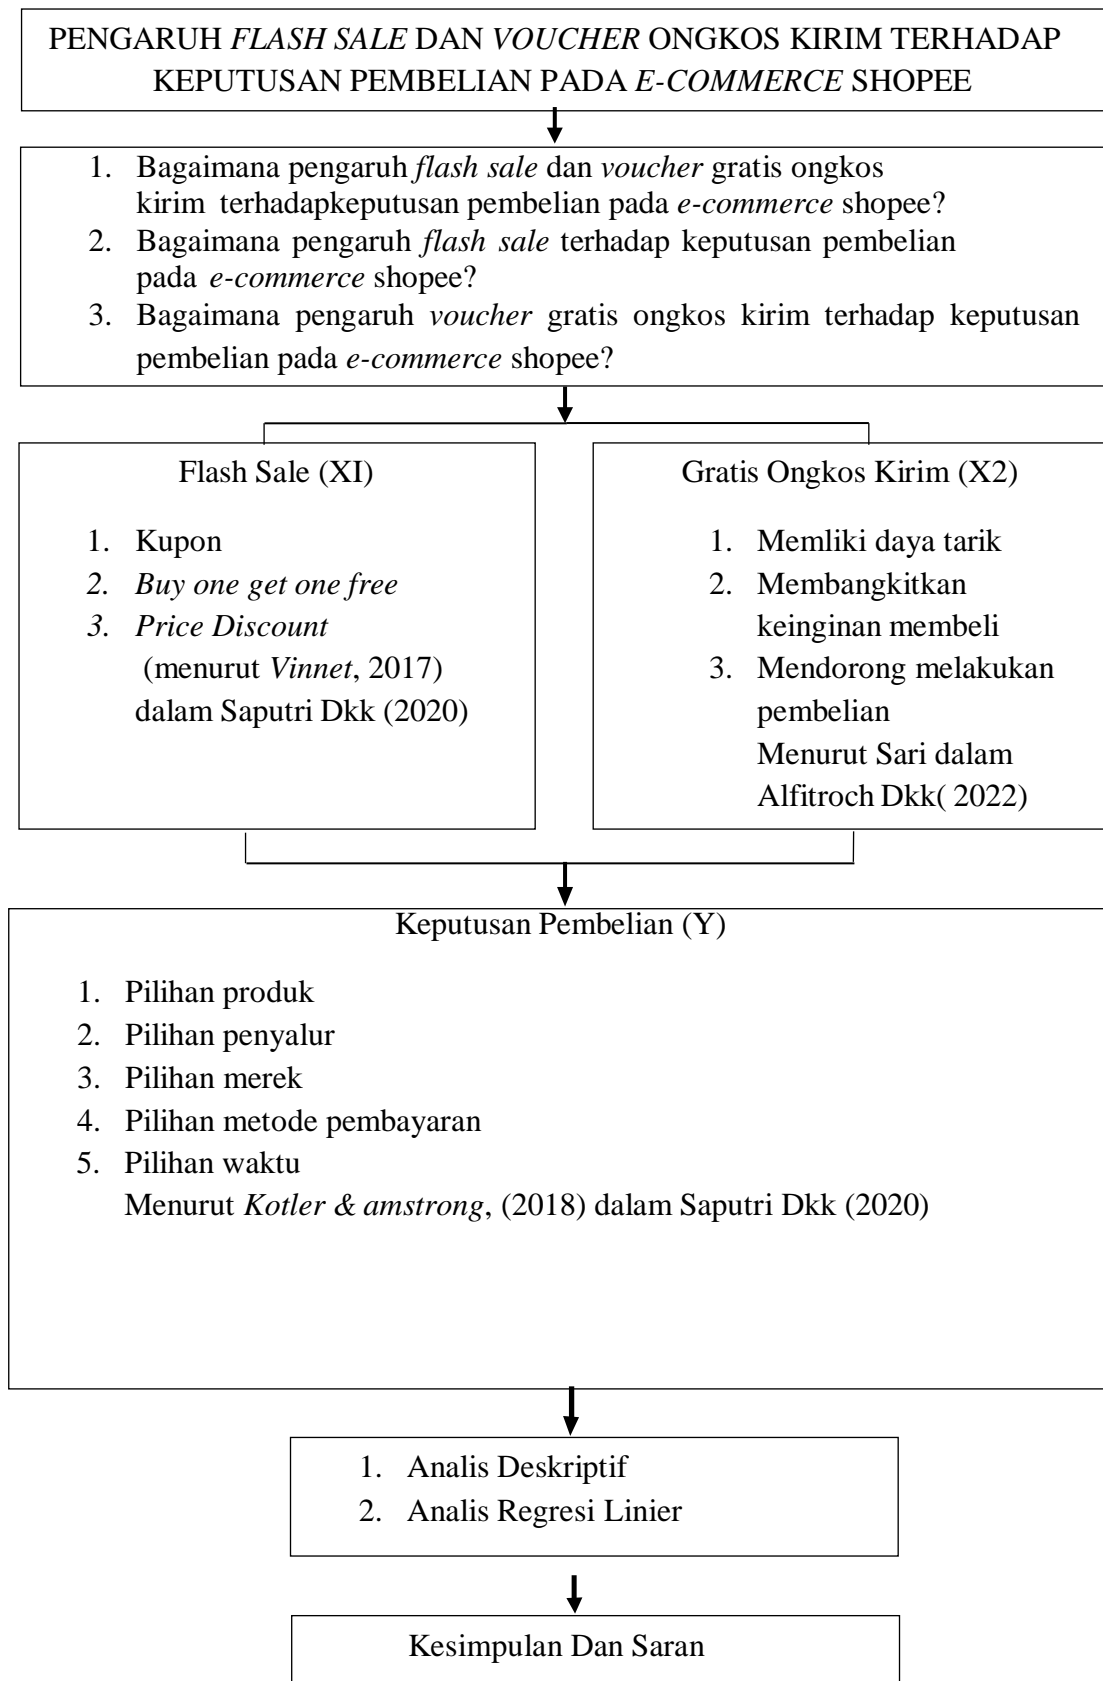 PENGARUH FLASH SALE DAN VOUCHER ONGKOS KIRIM TERHADAP
KEPUTUSAN PEMBELIAN PADA E-COMMERCE SHOPEE
1. Bagaimana pengaruh flash sale dan voucher gratis ongkos
kirim terhadapkeputusan pembelian pada e-commerce shopee?
2. Bagaimana pengaruh flash sale terhadap keputusan pembelian
pada e-commerce shopee?
3. Bagaimana pengaruh voucher gratis ongkos kirim terhadap keputusan
pembelian pada e-commerce shopee?
Flash Sale (XI)
1. Kupon
2. Buy one get one free
3. Price Discount
(menurut Vinnet, 2017)
dalam Saputri Dkk (2020)
Gratis Ongkos Kirim (X2)
1. Memliki daya tarik
2. Membangkitkan
keinginan membeli
3. Mendorong melakukan
pembelian
Menurut Sari dalam
Alfitroch Dkk( 2022)
Keputusan Pembelian (Y)
1. Pilihan produk
2. Pilihan penyalur
3. Pilihan merek
4. Pilihan metode pembayaran
5. Pilihan waktu
Menurut Kotler & amstrong, (2018) dalam Saputri Dkk (2020)
1. Analis Deskriptif
2. Analis Regresi Linier
Kesimpulan Dan Saran